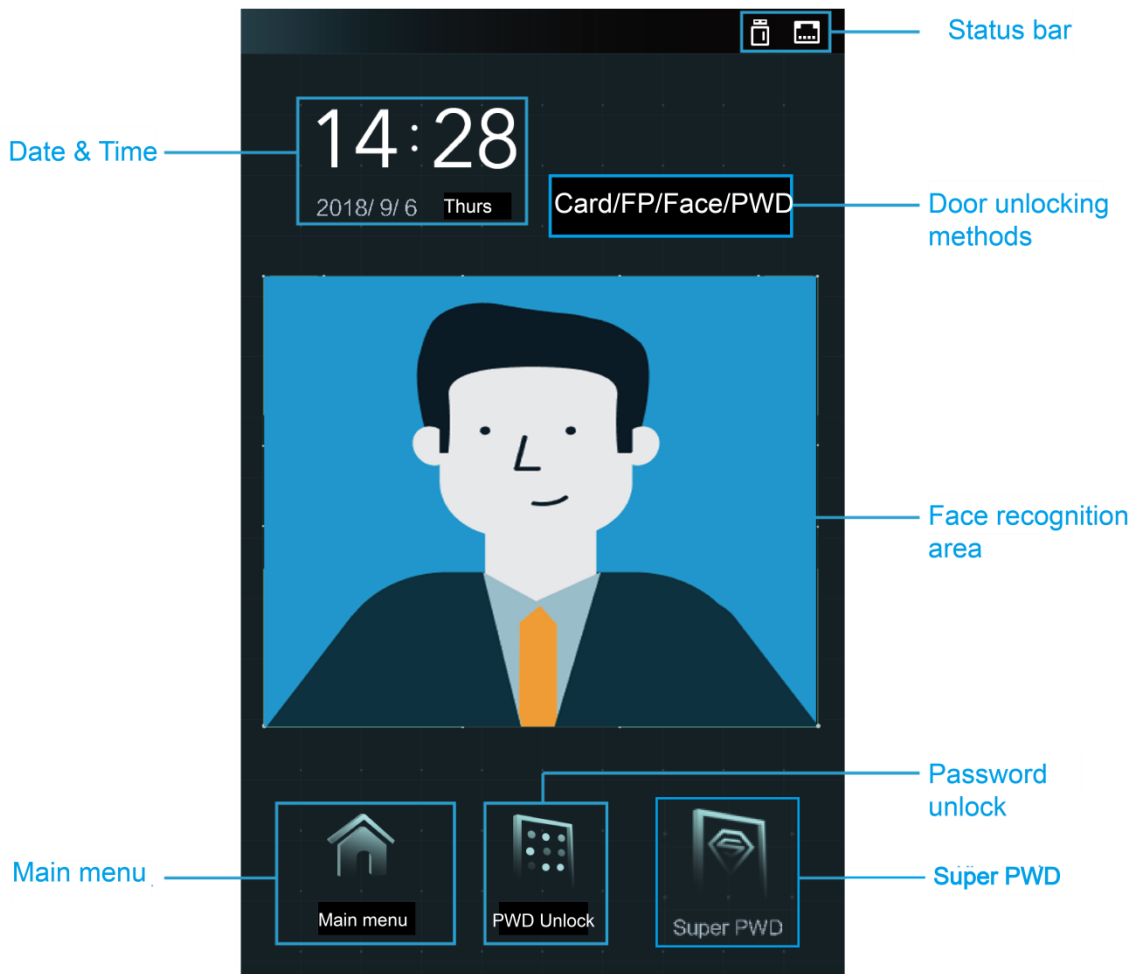 Status bar
Date & Time
14:28
2018/ 9/ 6 Thurs
Card/FP/Face/PWD
Door unlocking
methods
Face recognition
area
Password
unlock
Main menu
Main menu
PWD Unlock
Super PWD
Super PWD